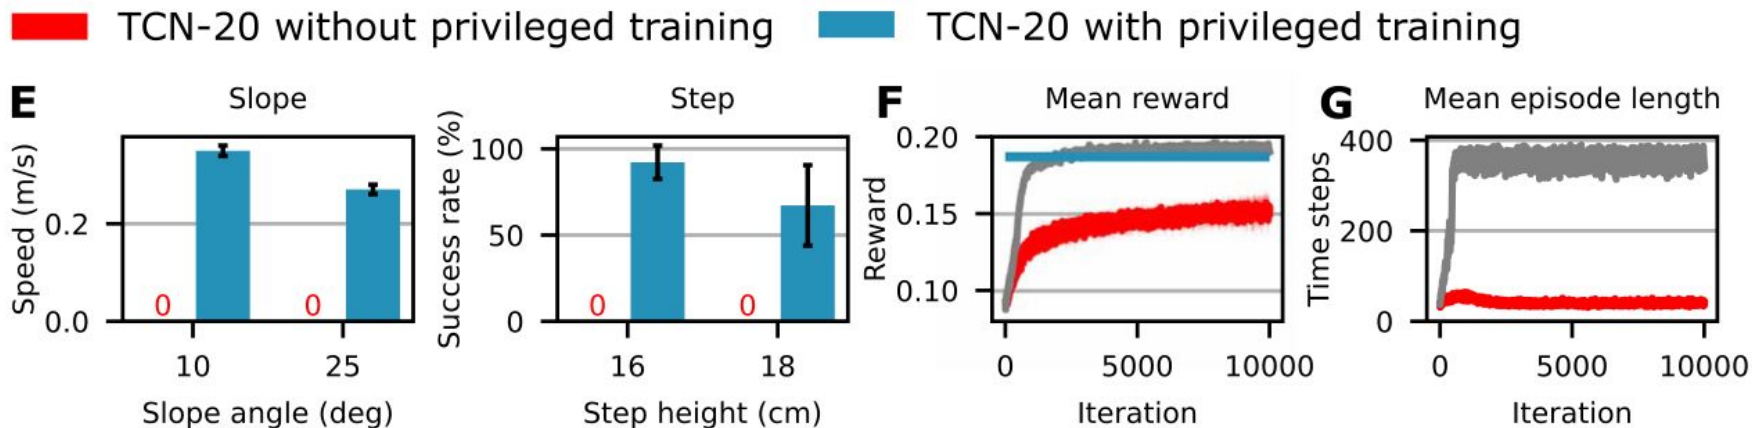 TCN-20 without privileged training
TCN-20 with privileged training
E
Slope
Speed (m/s)
0.2
0.0
0
0
10
25
Slope angle (deg)
Step
Success rate (%)
100
50
0
0
0
16
18
Step height (cm)
F
Mean reward
Reward
0.20
0.15
0.10
0
5000
10000
Iteration
G
Mean episode length
Time steps
400
200
0
0
5000
10000
Iteration